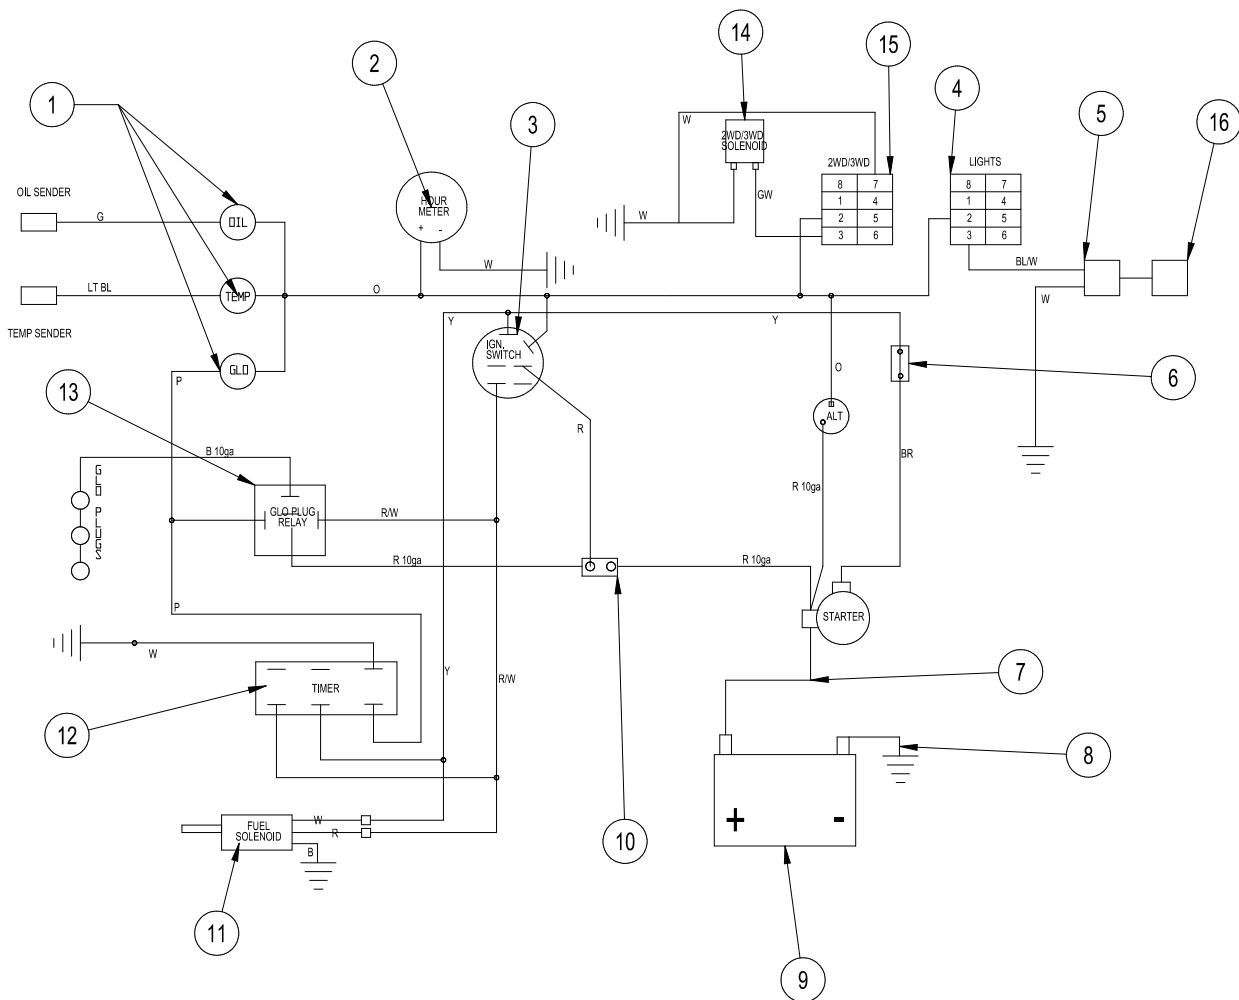 14
15
2
4
1
5
16
3
W
2WD/3WD
SOLENOID
2WD/3WD
LIGHTS
OIL SENDER
HOUR
METER
+ -
8 7
1 4
2 5
3 6
8 7
1 4
2 5
3 6
GW
G
OIL
W
W
BL/W
W
LT BL
TEMP
O
TEMP SENDER
Y
Y
IGN.
SWITCH
GLO
P
O
6
13
ALT
R
B 10ga
BR
GLO PLUGS
R 10ga
GLO PLUG
RELAY
R/W
R 10ga
R 10ga
P
STARTER
W
Y
R/W
7
TIMER
12
8
FUEL
SOLENOID
W
R
B
+ -
10
11
9